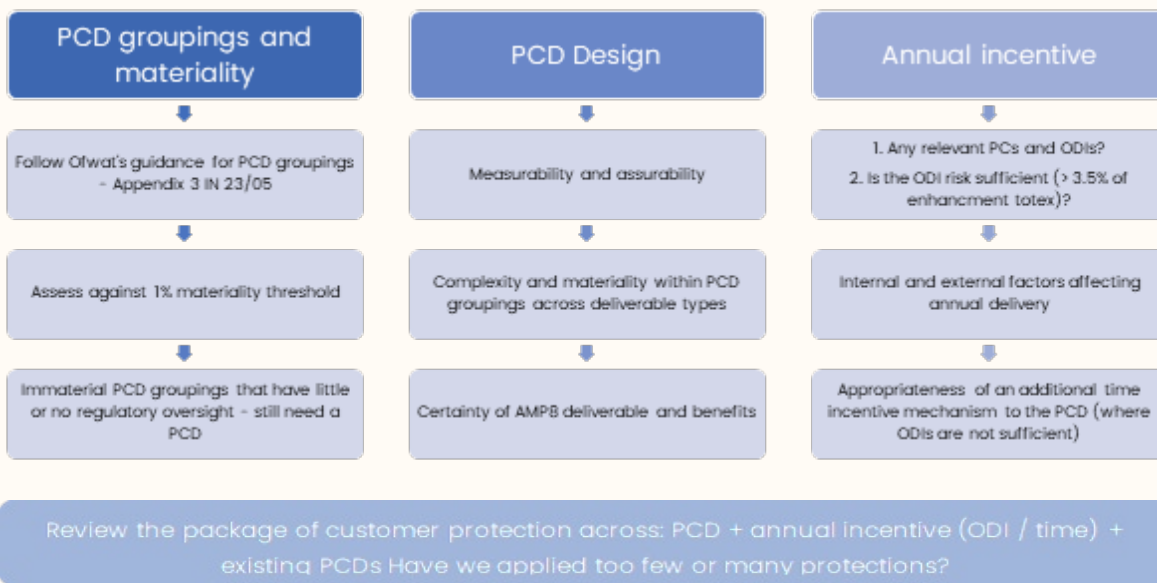 PCD groupings and
materiality
Follow Ofwat's guidance for PCD groupings
- Appendix 3 IN 23/05
Assess against 1% materiality threshold
Immaterial PCD groupings that have little
or no regulatory oversight - still need a
PCD
PCD Design
Measurability and assurability
Complexity and materiality within PCD
groupings across deliverable types
Certainty of AMP8 deliverable and benefits
Annual incentive
1. Any relevant PCs and ODIs?
2. Is the ODI risk sufficient (> 3.5% of
enhancment totex)?
Internal and external factors affecting
annual delivery
Appropriateness of an additional time
incentive mechanism to the PCD (where
ODIs are not sufficient)
Review the package of customer protection across: PCD + annual incentive (ODI / time) +
existing PCDs Have we applied too few or many protections?